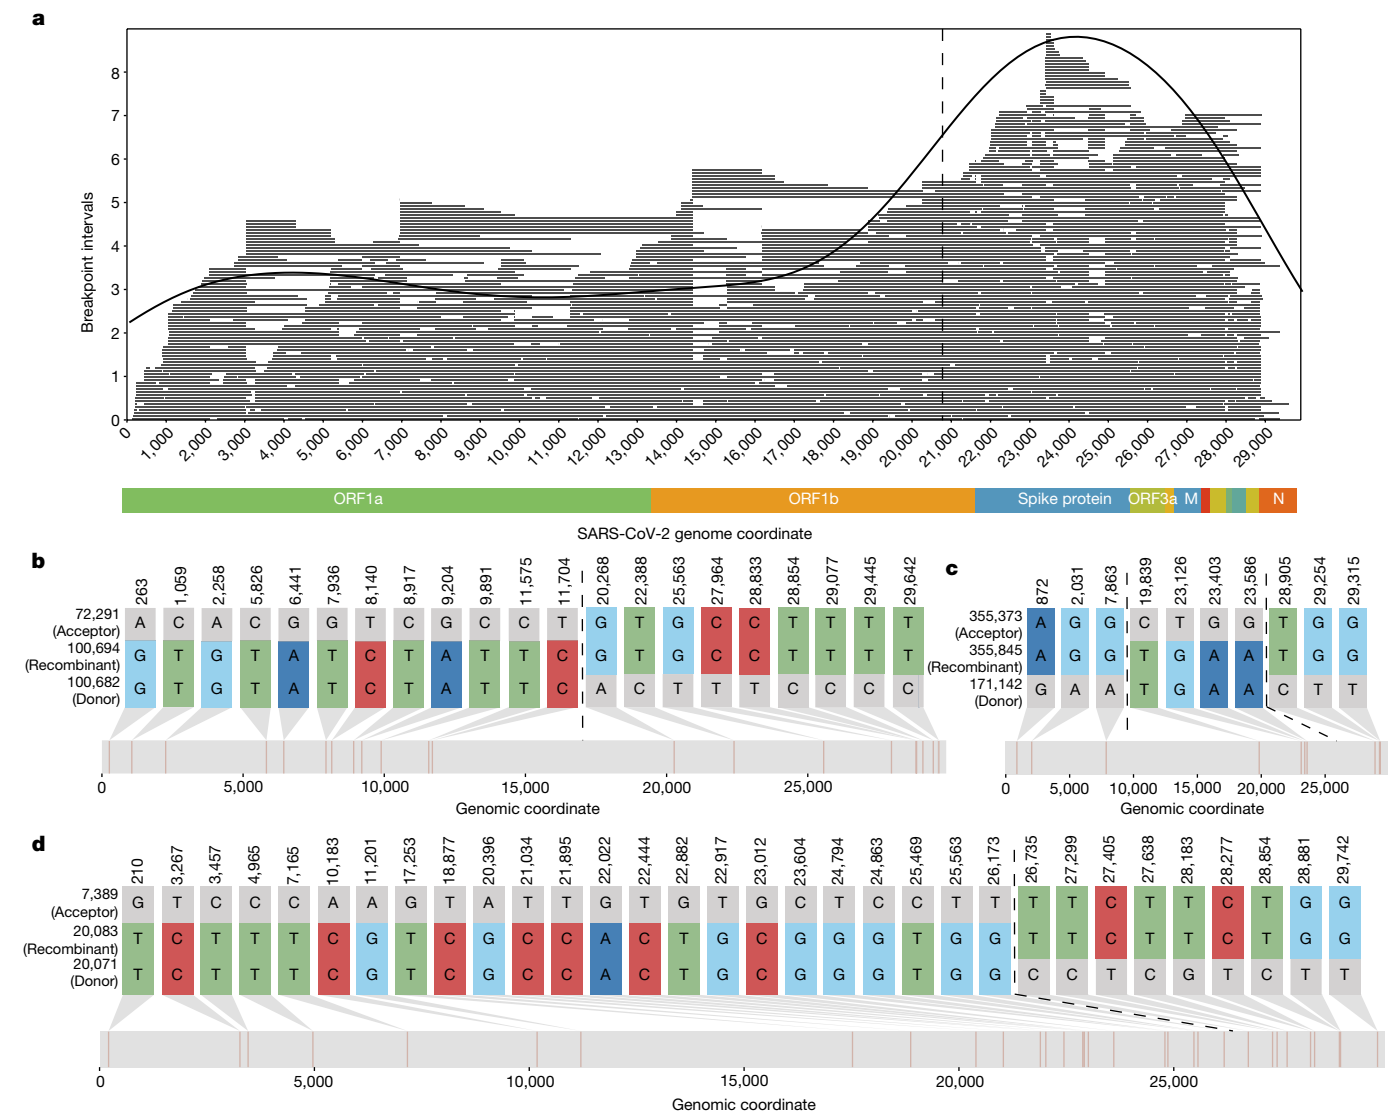 a
Breakpoint intervals
8
7
6
5
4
3
2
1
0
0 1,000 2,000 3,000 4,000 5,000 6,000 7,000 8,000 9,000 10,000 11,000 12,000 13,000 14,000 15,000 16,000 17,000 18,000 19,000 20,000 21,000 22,000 23,000 24,000 25,000 26,000 27,000 28,000 29,000
ORF1a ORF1b Spike protein ORF3a M N
SARS-CoV-2 genome coordinate
b
263 1,059 2,258 5,826 6,441 7,936 8,140 8,917 9,204 9,891 11,575 11,704 20,268 22,388 25,563 27,964 28,833 28,854 29,077 29,445 29,642
72,291
(Acceptor)
A C A C G G T C G C C T G T G C C T T T T
100,694
(Recombinant)
G T G T A T C T A T T C G T G C C T T T T
100,682
(Donor)
G T G T A T C T A T T C A C T T T C C C C
0 5,000 10,000 15,000 20,000 25,000
Genomic coordinate
c
872 2,031 7,863 19,839 23,126 23,403 23,586 28,905 29,254 29,315
355,373
(Acceptor)
A G G C T G G T G G
355,845
(Recombinant)
A G G T G A A T G G
171,142
(Donor)
G A A T G A A C T T
0 5,000 10,000 15,000 20,000 25,000
Genomic coordinate
d
210 3,267 3,457 4,965 7,165 10,183 11,201 17,253 18,877 20,396 21,034 21,895 22,022 22,444 22,882 22,917 23,012 23,604 24,794 24,863 25,469 25,563 26,173 26,735 27,299 27,405 27,638 28,183 28,277 28,854 28,881 29,742
7,389
(Acceptor)
G T C C C A A G T A T T G T G T G C T C C T T T T C T T C T G G
20,083
(Recombinant)
T C T T T C G T C G C C A C T G C G G G T G G T T C T T C T G G
20,071
(Donor)
T C T T T C G T C G C C A C T G C G G G T G G C C T C G T C T T
0 5,000 10,000 15,000 20,000 25,000
Genomic coordinate